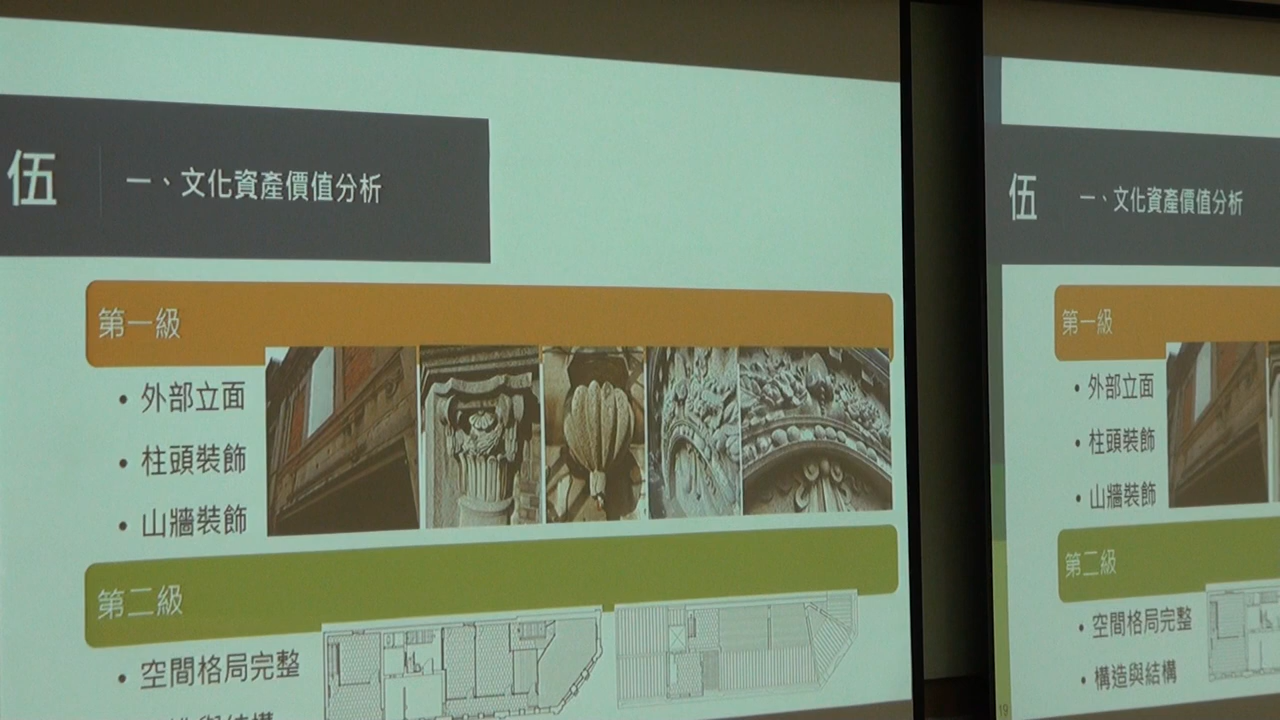 伍
一、文化資產價值分析
第一級
• 外部立面
• 柱頭裝飾
• 山牆裝飾
第二級
• 空間格局完整
伍
一、文化資產價值分析
第一級
• 外部立面
• 柱頭裝飾
• 山牆裝飾
第二級
• 空間格局完整
• 構造與結構
19